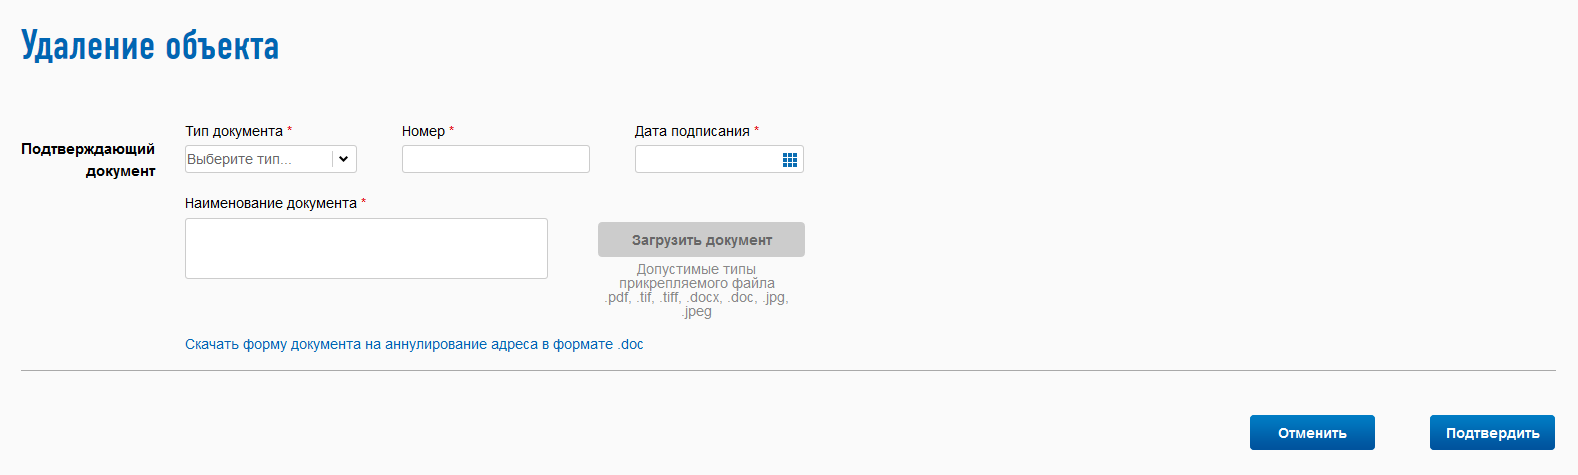 Удаление объекта
Подтверждающий
документ
Тип документа *
Номер *
Дата подписания *
Выберите тип...
Наименование документа *
Загрузить документ
Допустимые типы
прикрепляемого файла
.pdf, .tif, .tiff, .docx, .doc, .jpg,
.jpeg
Скачать форму документа на аннулирование адреса в формате .doc
Отменить
Подтвердить